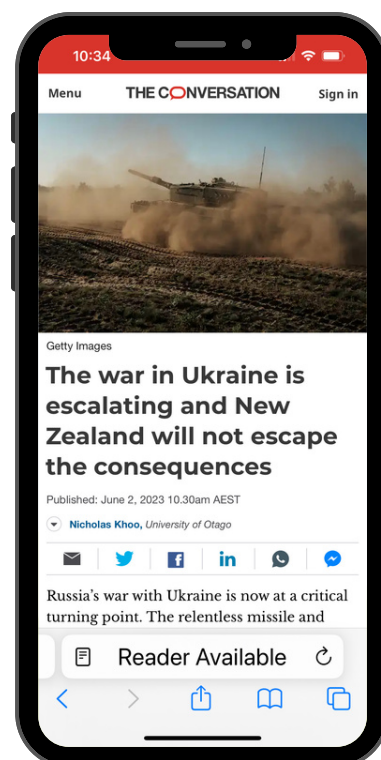 10:34
Menu THE CONVERSATION Sign in
Getty Images
The war in Ukraine is
escalating and New
Zealand will not escape
the consequences
Published: June 2, 2023 10.30am AEST
Nicholas Khoo, University of Otago
in
Russia's war with Ukraine is now at a critical
turning point. The relentless missile and
Reader Available